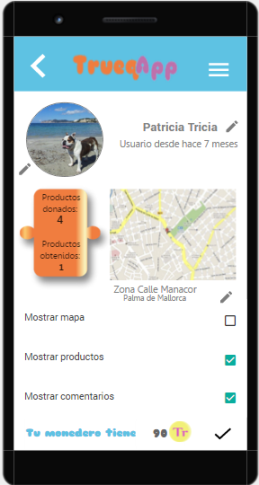 TrueqApp
Patricia Tricia
Usuario desde hace 7 meses
Productos
donados:
4
Productos
obtenidos:
1
Zona Calle Manacor
Palma de Mallorca
Mostrar mapa
Mostrar productos
Mostrar comentarios
Tu monedero tiene 90 Tr